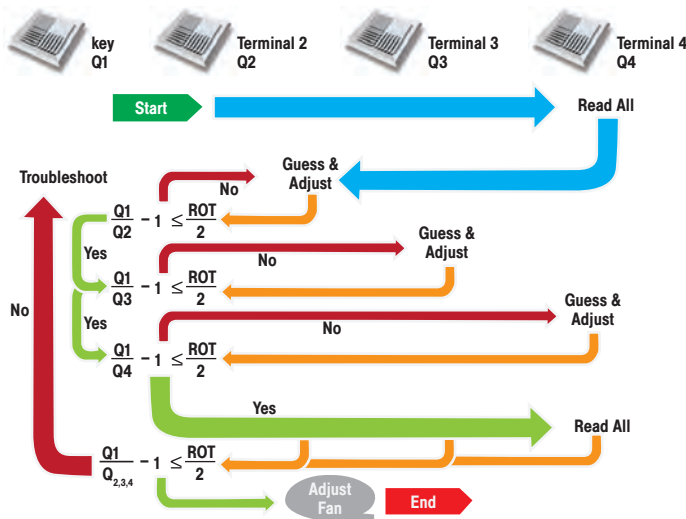 key
Q1
Terminal 2
Q2
Terminal 3
Q3
Terminal 4
Q4
Start
Read All
Troubleshoot
Guess &
Adjust
No
Q1/Q2 − 1 ≤ ROT/2
Yes
Guess &
Adjust
No
Q1/Q3 − 1 ≤ ROT/2
No
Yes
Guess &
Adjust
No
Q1/Q4 − 1 ≤ ROT/2
Yes
Read All
Q1/Q2,3,4 − 1 ≤ ROT/2
Adjust
Fan
End